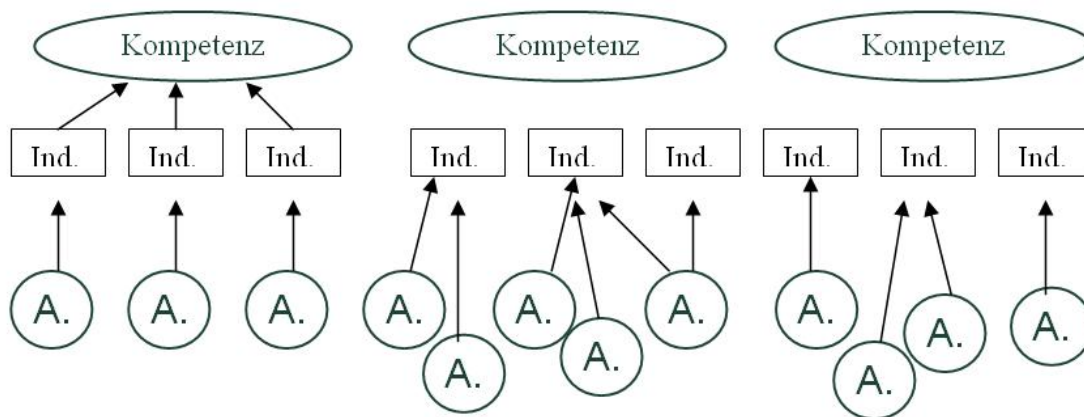 Kompetenz Kompetenz Kompetenz
Ind. Ind. Ind. Ind. Ind. Ind. Ind. Ind. Ind.
A. A. A. A. A. A. A. A.
A. A. A. A.